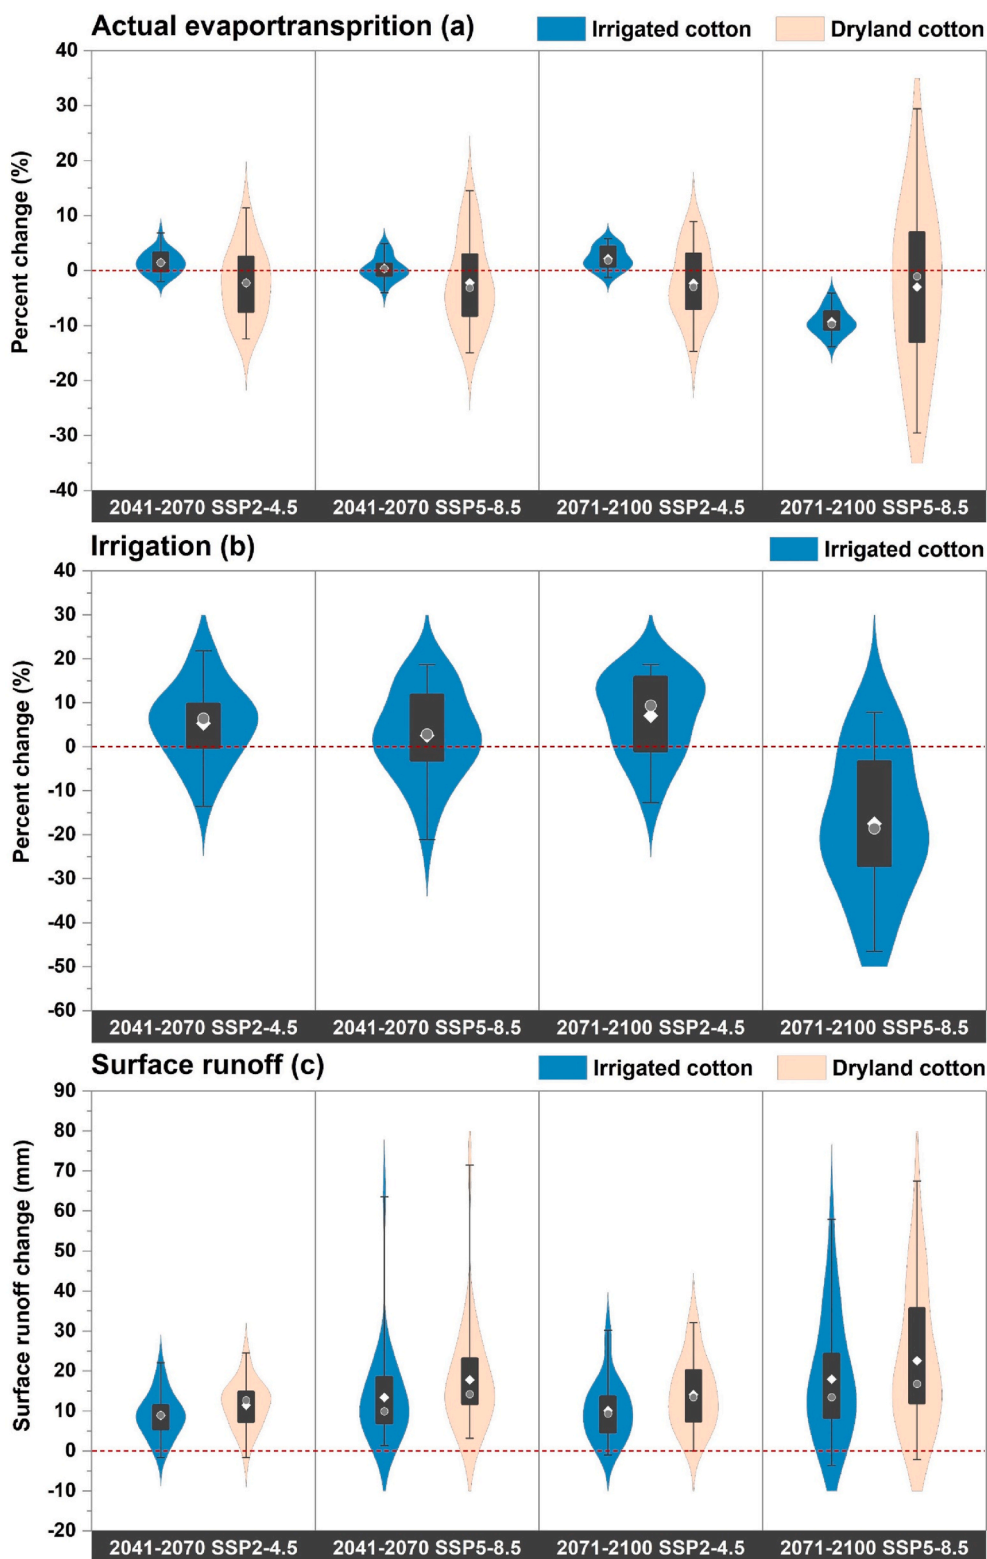 Actual evaportransprition (a)
Irrigated cotton
Dryland cotton
Percent change (%)
40
30
20
10
0
-10
-20
-30
-40
2041-2070 SSP2-4.5
2041-2070 SSP5-8.5
2071-2100 SSP2-4.5
2071-2100 SSP5-8.5
Irrigation (b)
Irrigated cotton
Percent change (%)
40
30
20
10
0
-10
-20
-30
-40
-50
-60
2041-2070 SSP2-4.5
2041-2070 SSP5-8.5
2071-2100 SSP2-4.5
2071-2100 SSP5-8.5
Surface runoff (c)
Irrigated cotton
Dryland cotton
Surface runoff change (mm)
90
80
70
60
50
40
30
20
10
0
-10
-20
2041-2070 SSP2-4.5
2041-2070 SSP5-8.5
2071-2100 SSP2-4.5
2071-2100 SSP5-8.5